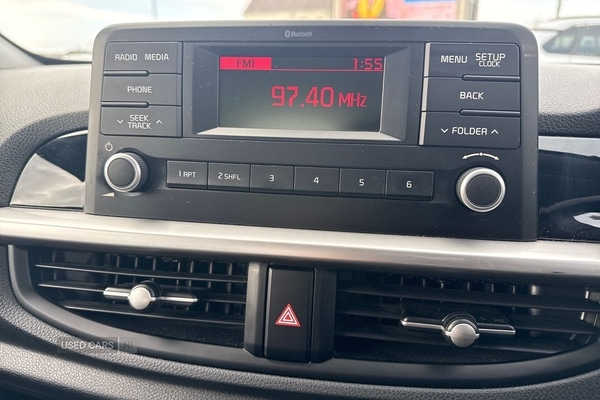 Bluetooth
RADIO MEDIA
PHONE
SEEK
TRACK
FM1 1:55
97.40 MHz
MENU SETUP
CLOCK
BACK
FOLDER
1 RPT 2 SHFL 3 4 5 6
USED CARS NI